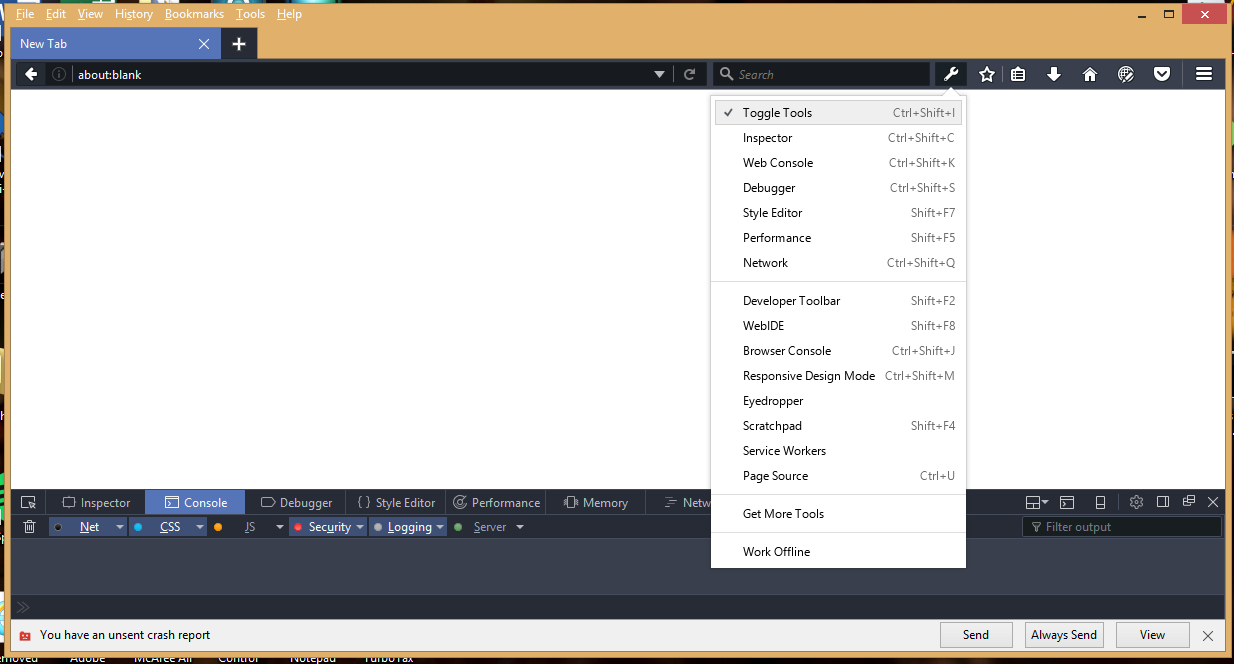 File Edit View History Bookmarks Tools Help
New Tab
about:blank
Search
Toggle Tools Ctrl+Shift+I
Inspector Ctrl+Shift+C
Web Console Ctrl+Shift+K
Debugger Ctrl+Shift+S
Style Editor Shift+F7
Performance Shift+F5
Network Ctrl+Shift+Q
Developer Toolbar Shift+F2
WebIDE Shift+F8
Browser Console Ctrl+Shift+J
Responsive Design Mode Ctrl+Shift+M
Eyedropper
Scratchpad Shift+F4
Service Workers
Page Source Ctrl+U
Get More Tools
Work Offline
Inspector Console Debugger Style Editor Performance Memory Netw
Net CSS JS Security Logging Server Filter output
You have an unsent crash report Send Always Send View
Adobe McAfee All Control Notepad TurboTax